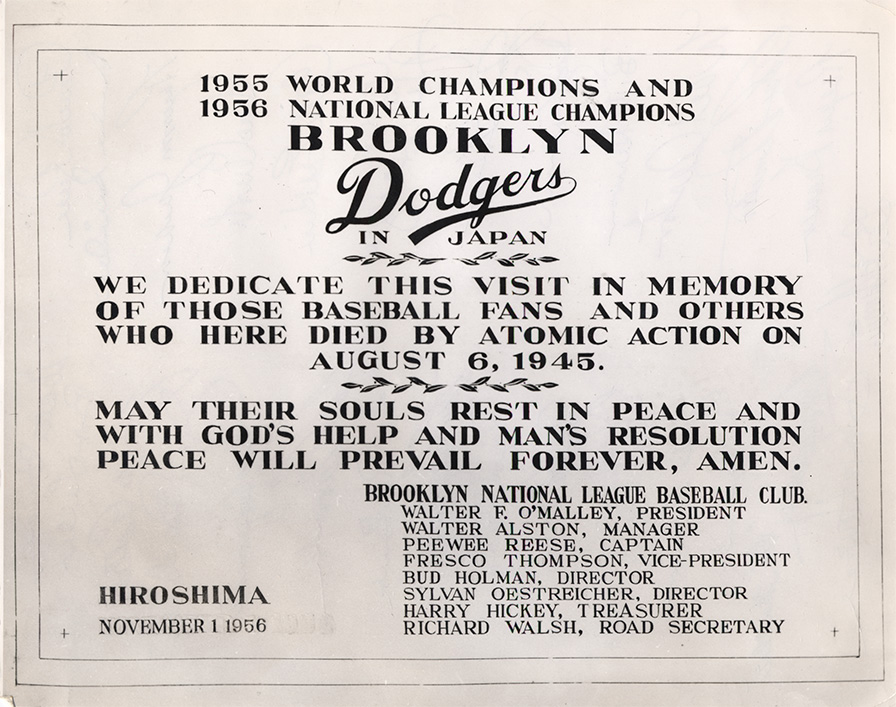 1955 WORLD CHAMPIONS AND
1956 NATIONAL LEAGUE CHAMPIONS
BROOKLYN
Dodgers
IN JAPAN
WE DEDICATE THIS VISIT IN MEMORY
OF THOSE BASEBALL FANS AND OTHERS
WHO HERE DIED BY ATOMIC ACTION ON
AUGUST 6, 1945.
MAY THEIR SOULS REST IN PEACE AND
WITH GOD'S HELP AND MAN'S RESOLUTION
PEACE WILL PREVAIL FOREVER, AMEN.
BROOKLYN NATIONAL LEAGUE BASEBALL CLUB.
WALTER F. O'MALLEY, PRESIDENT
WALTER ALSTON, MANAGER
PEEWEE REESE, CAPTAIN
FRESCO THOMPSON, VICE-PRESIDENT
BUD HOLMAN, DIRECTOR
SYLVAN OESTREICHER, DIRECTOR
HARRY HICKEY, TREASURER
RICHARD WALSH, ROAD SECRETARY
HIROSHIMA
NOVEMBER 1 1956